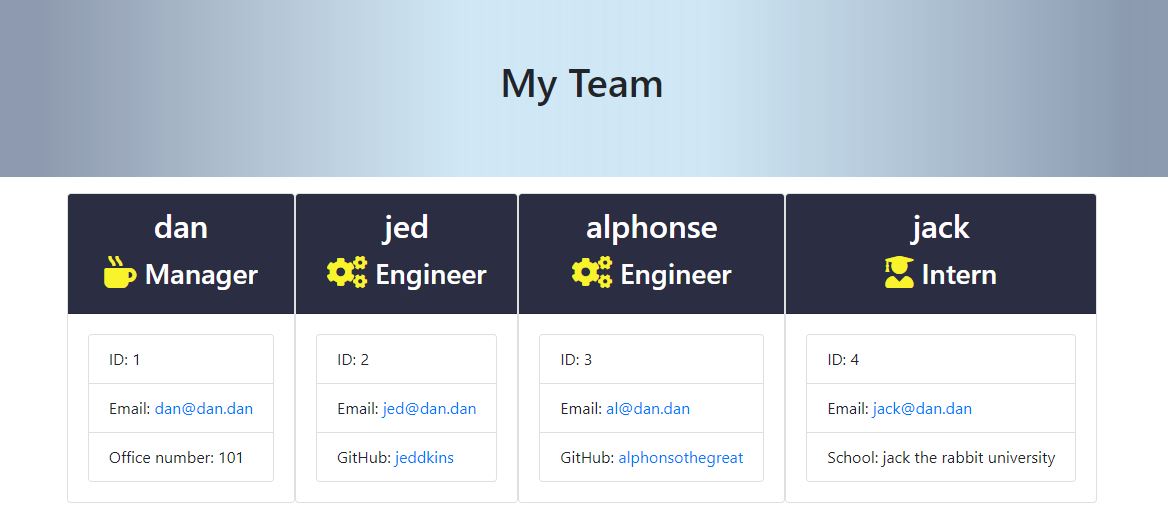 My Team
dan
Manager
ID: 1
Email: dan@dan.dan
Office number: 101
jed
Engineer
ID: 2
Email: jed@dan.dan
GitHub: jeddkins
alphonse
Engineer
ID: 3
Email: al@dan.dan
GitHub: alphonsothegreat
jack
Intern
ID: 4
Email: jack@dan.dan
School: jack the rabbit university